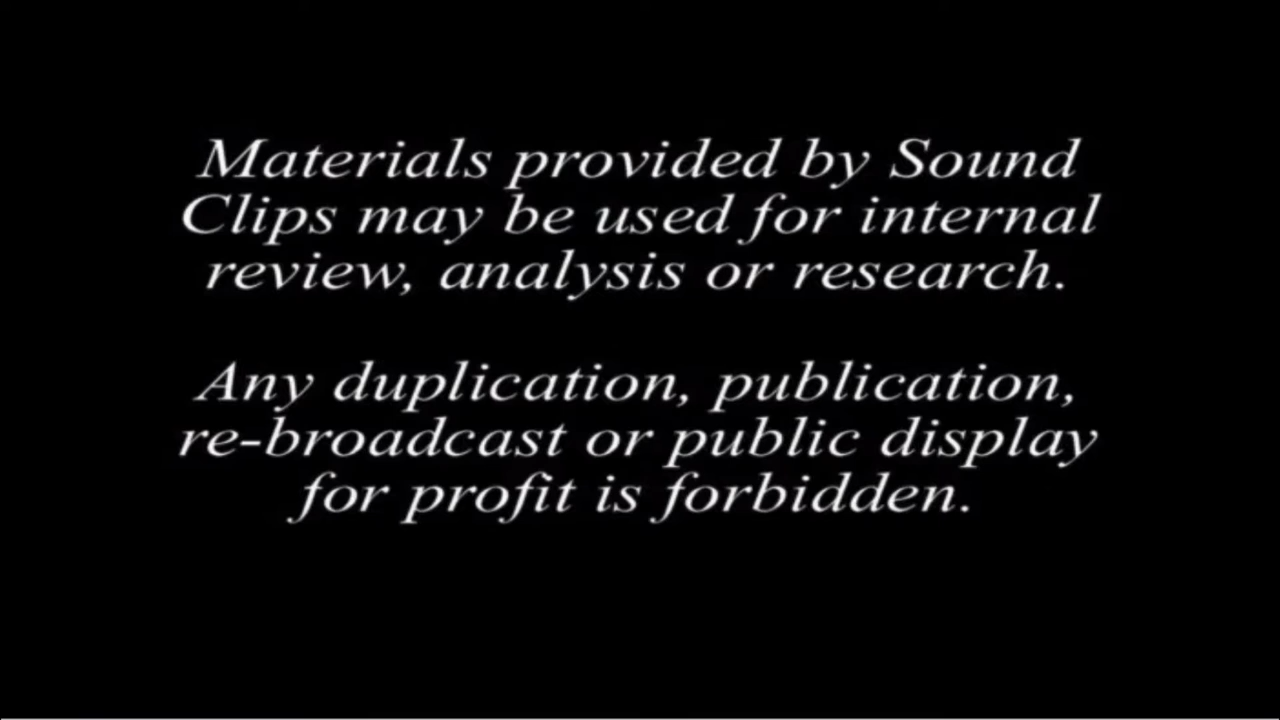 Materials provided by Sound
Clips may be used for internal
review, analysis or research.
Any duplication, publication,
re-broadcast or public display
for profit is forbidden.